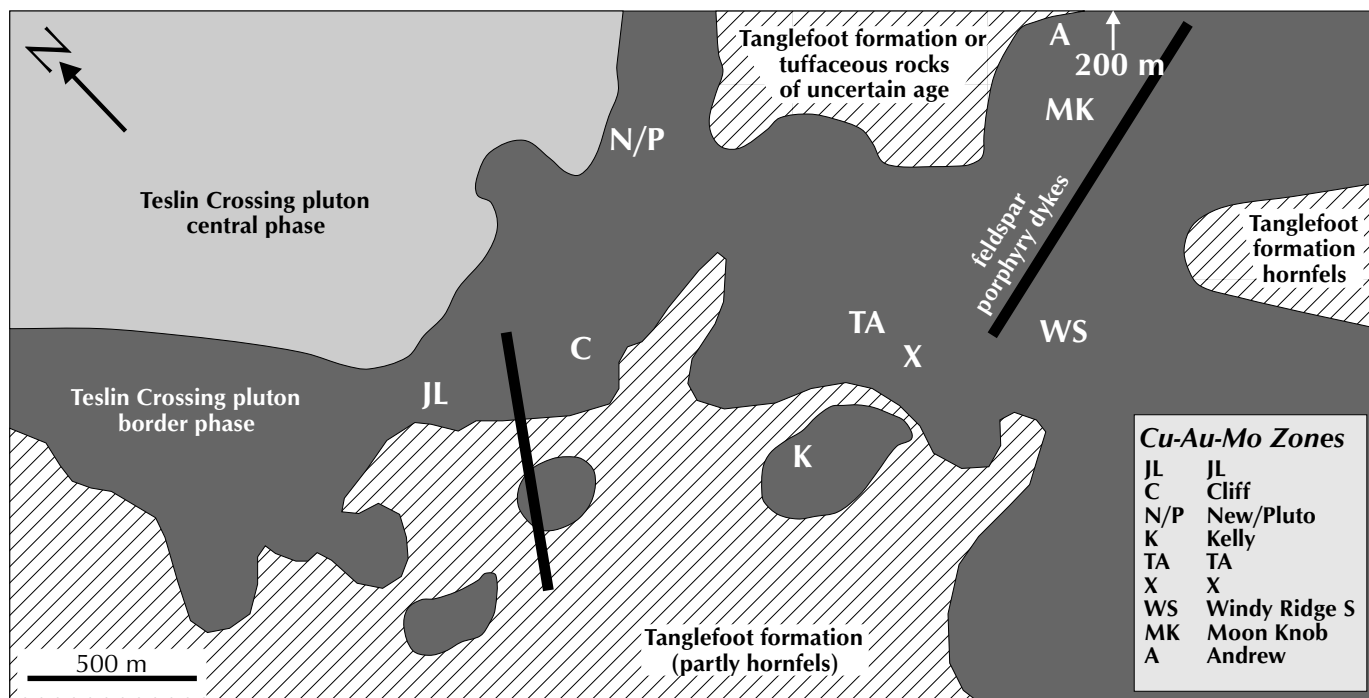 N
Teslin Crossing pluton
central phase
Tanglefoot formation or
tuffaceous rocks
of uncertain age
A
200 m
MK
N/P
feldspar
porphyry dykes
Tanglefoot
formation
hornfels
TA
X
WS
C
JL
Teslin Crossing pluton
border phase
K
Tanglefoot formation
(partly hornfels)
500 m
Cu-Au-Mo Zones
JL JL
C Cliff
N/P New/Pluto
K Kelly
TA TA
X X
WS Windy Ridge S
MK Moon Knob
A Andrew